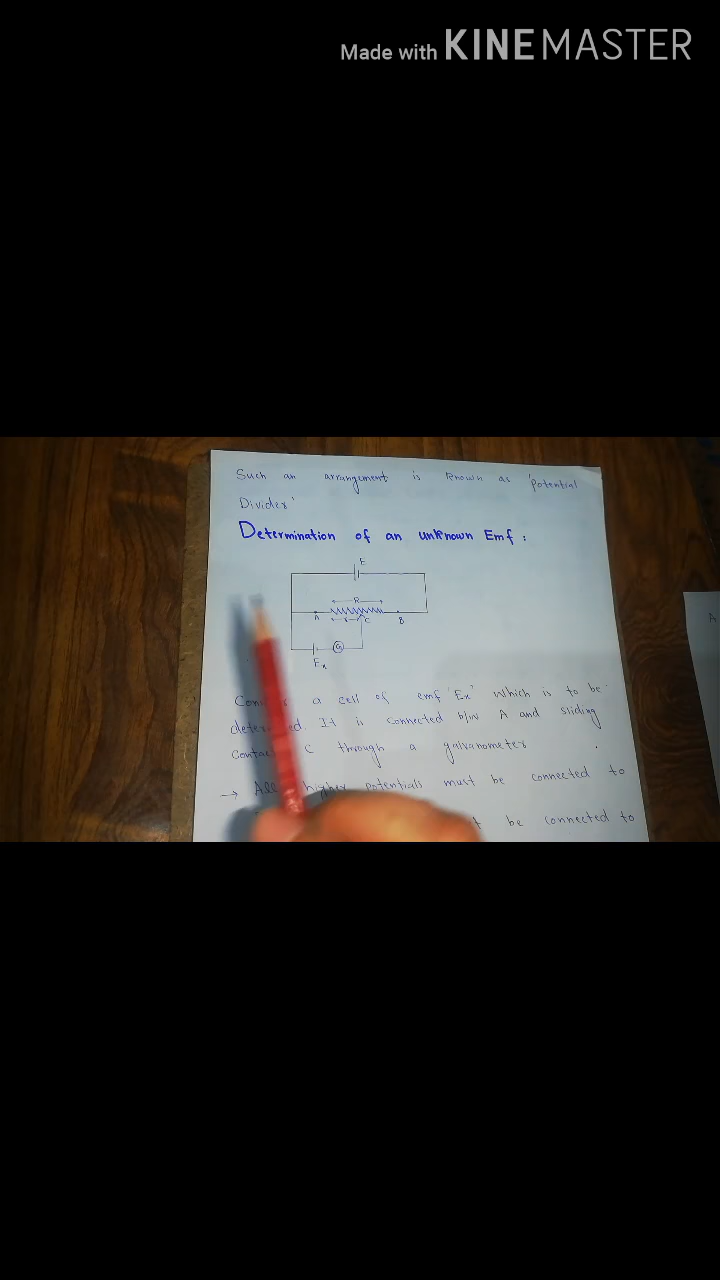 Made with KINEMASTER
Such an arrangement is known as 'potential
Divider'
Determination of an unknown Emf :
E
R
A r C B
G
Ex
a cell of emf 'Ex' which is to be
It is connected b/w A and sliding
C through a galvanometer
→ All higher potentials must be connected to
be connected to
A